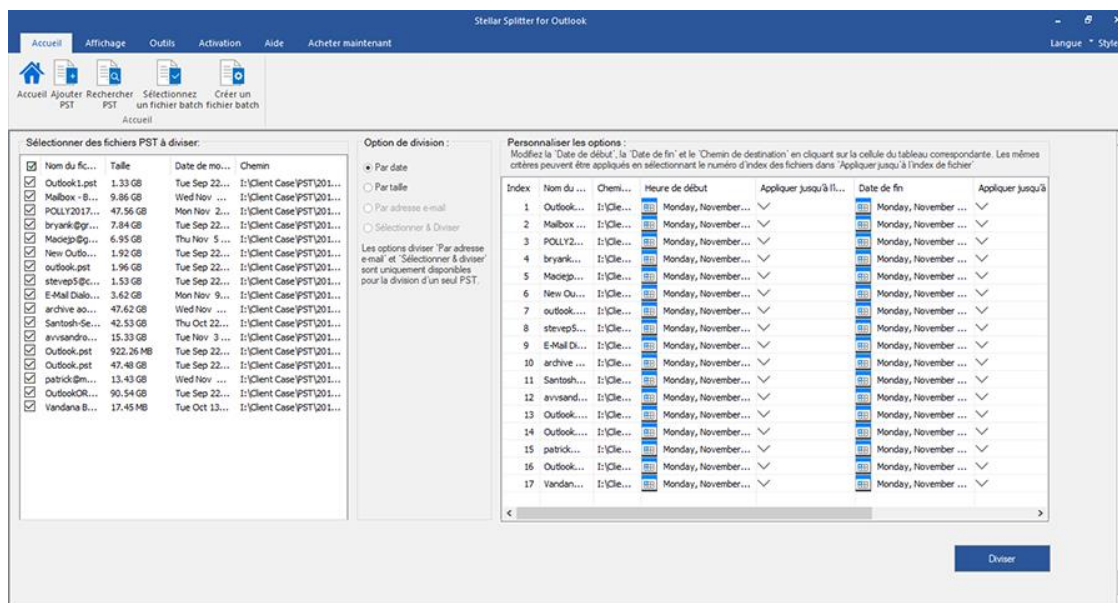 Stellar Splitter for Outlook
Accueil Affichage Outils Activation Aide Acheter maintenant Langue Style
Accueil Ajouter PST Rechercher PST Sélectionnez un fichier batch Créer un fichier batch
Accueil
Sélectionner des fichiers PST à diviser:
Nom du fic... Taille Date de mo... Chemin
Outlook1.pst 1.33 GB Tue Sep 22... I:\Client Case\PST\201...
Mailbox - B... 9.86 GB Wed Nov ... I:\Client Case\PST\201...
POLLY2017... 47.56 GB Mon Nov 2... I:\Client Case\PST\201...
bryank@gr... 7.84 GB Tue Sep 22... I:\Client Case\PST\201...
Maciejp@g... 6.95 GB Thu Nov 5 ... I:\Client Case\PST\201...
New Outlo... 1.92 GB Tue Sep 22... I:\Client Case\PST\201...
outlook.pst 1.96 GB Tue Sep 22... I:\Client Case\PST\201...
stevep5@c... 1.53 GB Tue Sep 22... I:\Client Case\PST\201...
E-Mail Dialo... 3.62 GB Mon Nov 9... I:\Client Case\PST\201...
archive ao... 47.62 GB Wed Nov ... I:\Client Case\PST\201...
Santosh-Se... 42.53 GB Thu Oct 22... I:\Client Case\PST\201...
avvsandro... 15.33 GB Tue Nov 3 ... I:\Client Case\PST\201...
Outlook.pst 922.26 MB Tue Sep 22... I:\Client Case\PST\201...
Outlook.pst 47.48 GB Tue Sep 22... I:\Client Case\PST\201...
patrick@m... 13.43 GB Wed Nov ... I:\Client Case\PST\201...
OutlookOR... 90.54 GB Tue Sep 22... I:\Client Case\PST\201...
Vandana B... 17.45 MB Tue Oct 13... I:\Client Case\PST\201...
Option de division :
Par date
Par taille
Par adresse e-mail
Sélectionner & Diviser
Les options diviser `Par adresse
e-mail` et `Sélectionner & diviser`
sont uniquement disponibles
pour la division d`un seul PST.
Personnaliser les options :
Modifiez la `Date de début`, la `Date de fin` et le `Chemin de destination` en cliquant sur la cellule du tableau correspondante. Les mêmes
critères peuvent être appliqués en sélectionnant le numéro d`index des fichiers dans `Appliquer jusqu`à l`index de fichier`
Index Nom du ... Chemi... Heure de début Appliquer jusqu'à l'i... Date de fin Appliquer jusqu'à
1 Outlook... I:\Clie... Monday, November... Monday, November ...
2 Mailbox ... I:\Clie... Monday, November... Monday, November ...
3 POLLY2... I:\Clie... Monday, November... Monday, November ...
4 bryank... I:\Clie... Monday, November... Monday, November ...
5 Maciejp... I:\Clie... Monday, November... Monday, November ...
6 New Ou... I:\Clie... Monday, November... Monday, November ...
7 outlook.... I:\Clie... Monday, November... Monday, November ...
8 stevep5... I:\Clie... Monday, November... Monday, November ...
9 E-Mail Di... I:\Clie... Monday, November... Monday, November ...
10 archive ... I:\Clie... Monday, November... Monday, November ...
11 Santosh... I:\Clie... Monday, November... Monday, November ...
12 avvsand... I:\Clie... Monday, November... Monday, November ...
13 Outlook.... I:\Clie... Monday, November... Monday, November ...
14 Outlook.... I:\Clie... Monday, November... Monday, November ...
15 patrick... I:\Clie... Monday, November... Monday, November ...
16 Outlook... I:\Clie... Monday, November... Monday, November ...
17 Vandan... I:\Clie... Monday, November... Monday, November ...
Diviser